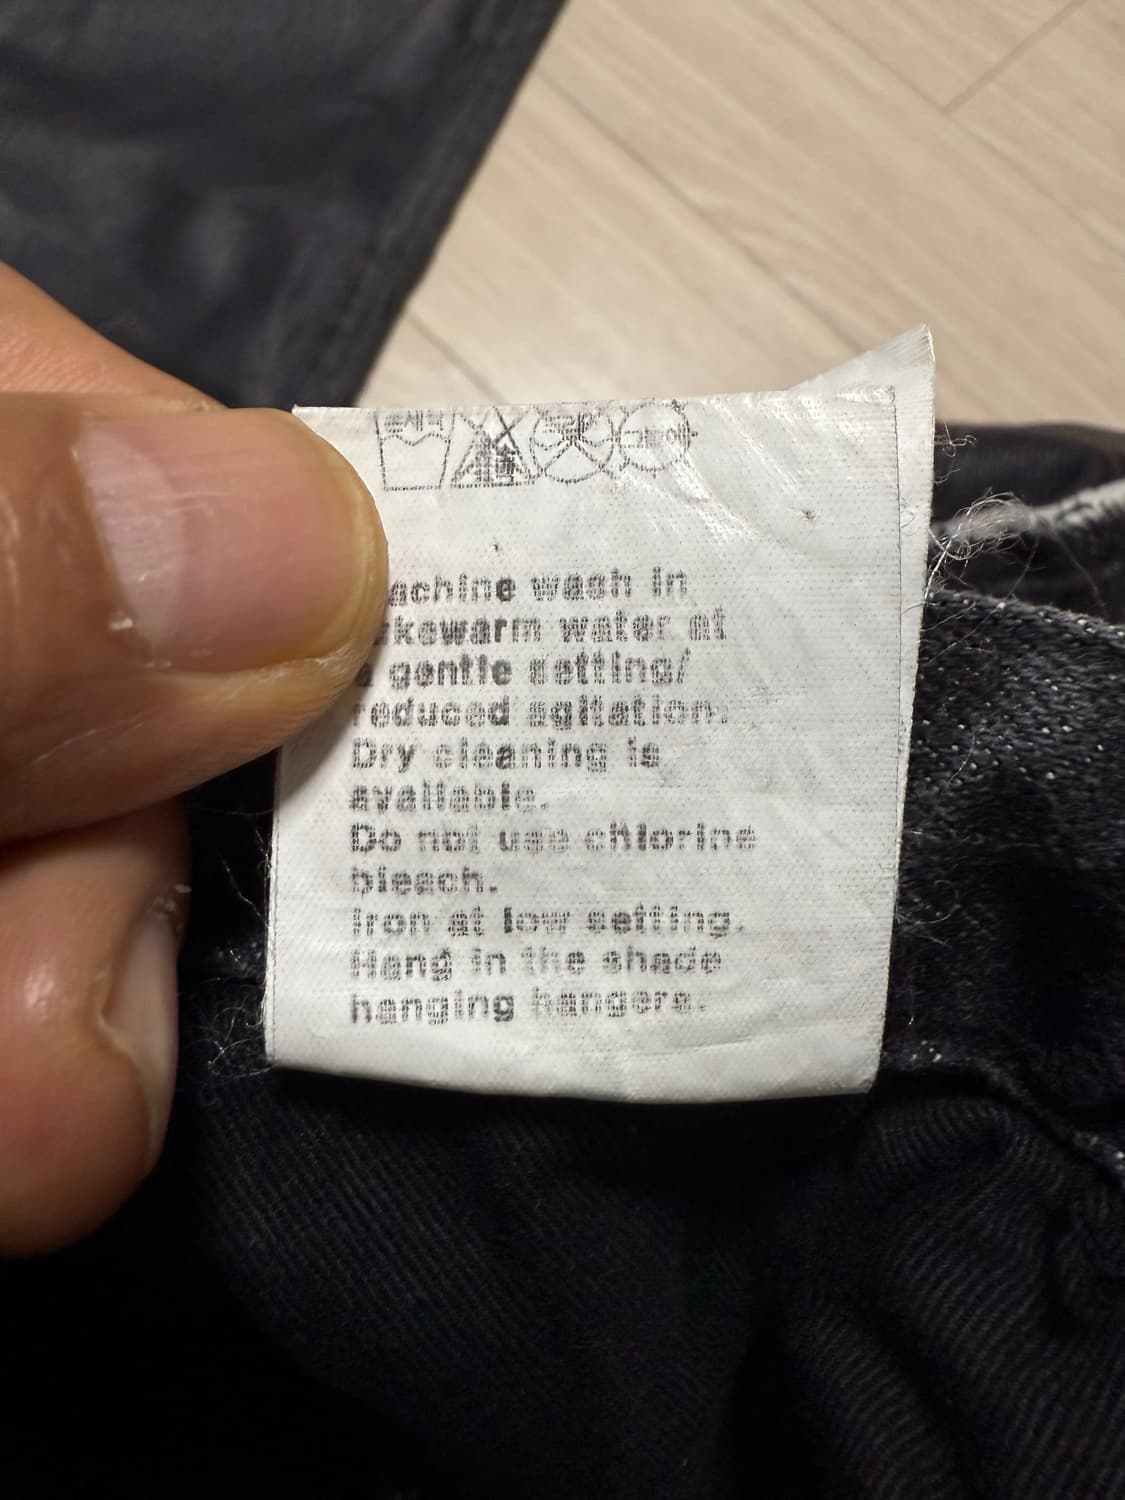 achine wash in
akewarm water at
a gentle setting/
reduced agitation.
Dry cleaning is
available.
Do not use chlorine
bleach.
Iron at low setting.
Hang in the shade
hanging hangers.